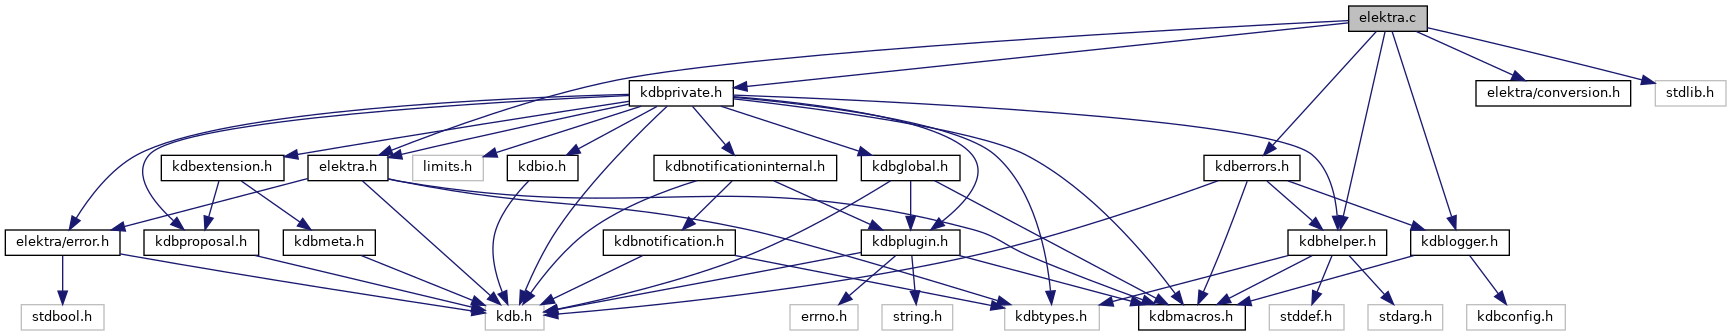 elektra.c
kdbprivate.h
elektra/conversion.h
stdlib.h
kdbextension.h
elektra.h
limits.h
kdbio.h
kdbnotificationinternal.h
kdbglobal.h
kdberrors.h
elektra/error.h
kdbproposal.h
kdbmeta.h
kdbnotification.h
kdbplugin.h
kdbhelper.h
kdblogger.h
stdbool.h
kdb.h
errno.h
string.h
kdbtypes.h
kdbmacros.h
stddef.h
stdarg.h
kdbconfig.h